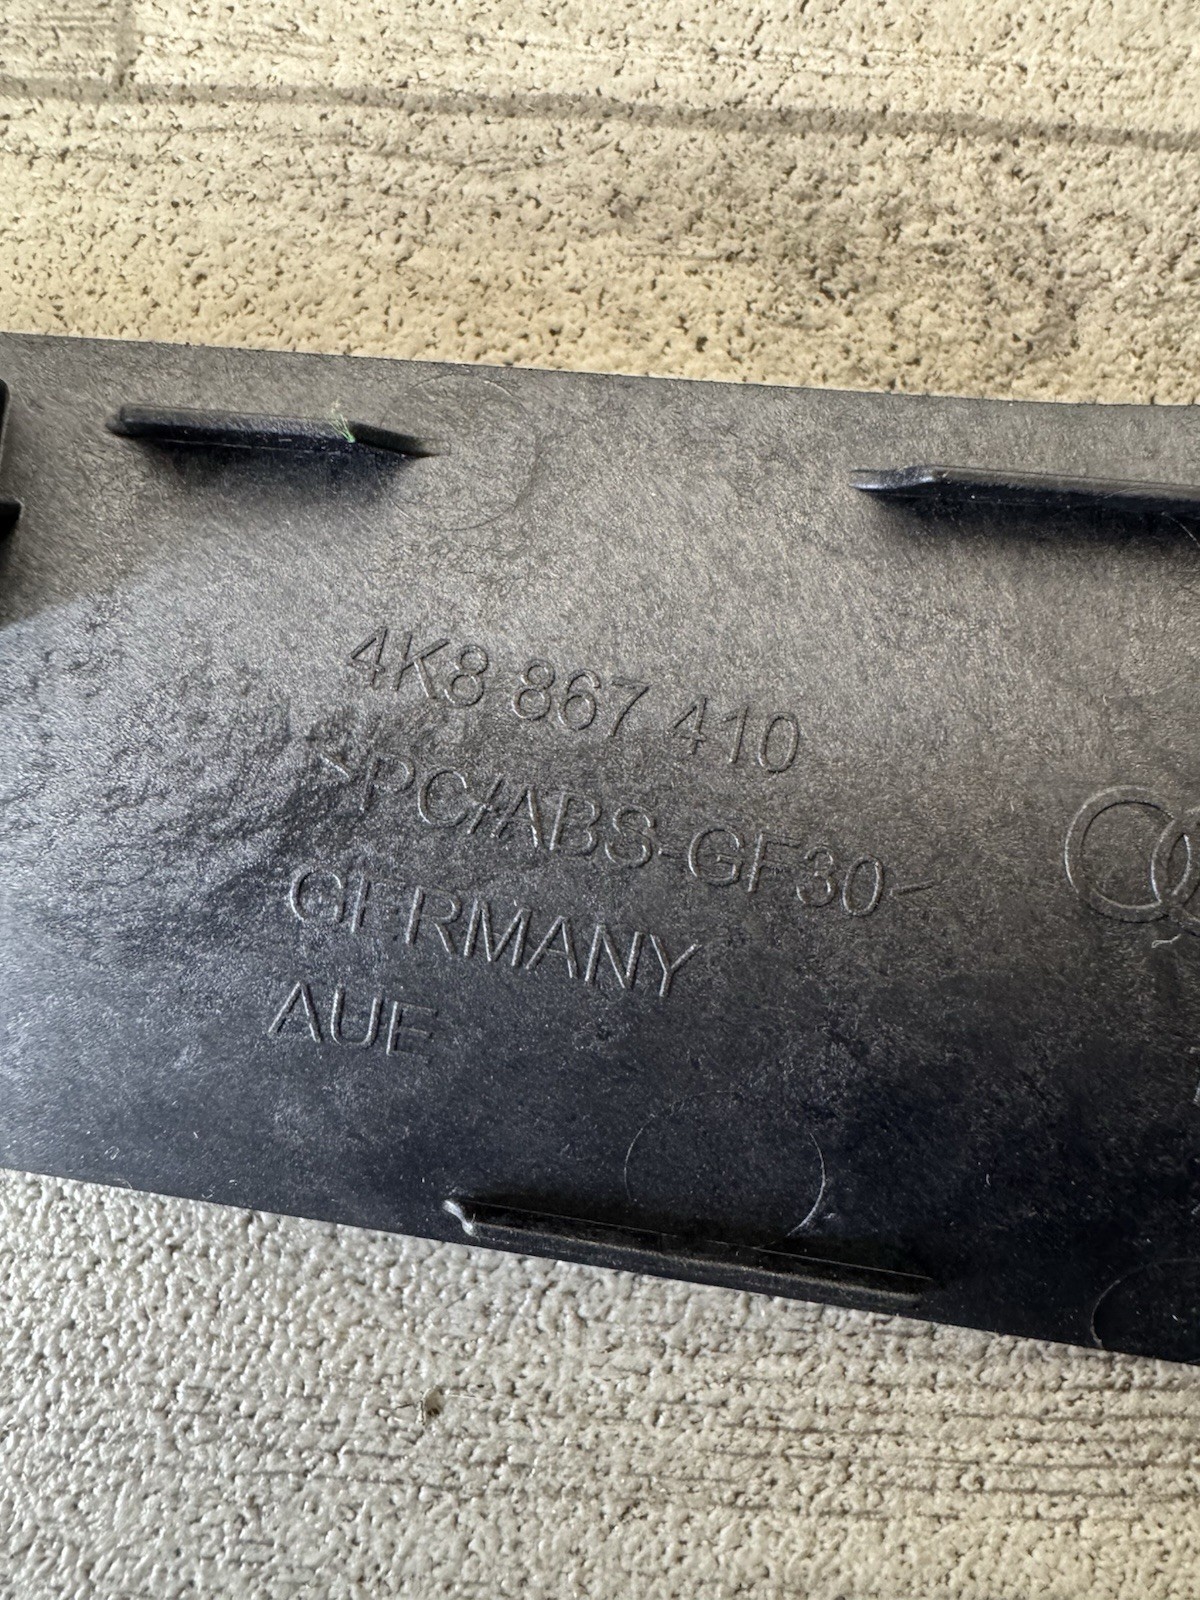 4K8 867 410
>PC/ABS-GF30<
GERMANY
AUE